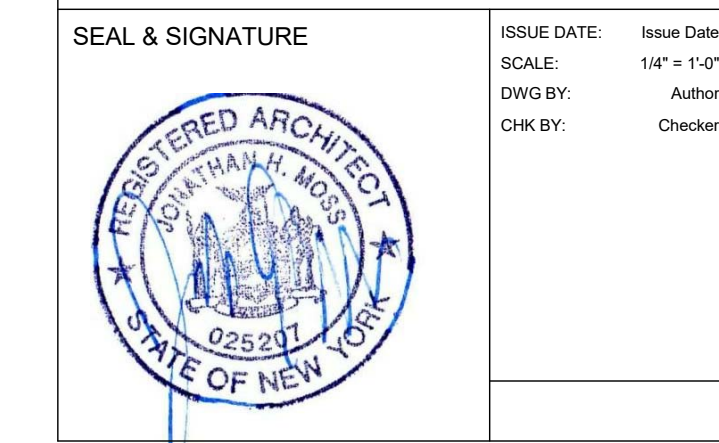 SEAL & SIGNATURE
REGISTERED ARCHITECT
JONATHAN H. MOSS
025207
STATE OF NEW YORK
ISSUE DATE: Issue Date
SCALE: 1/4" = 1'-0"
DWG BY: Author
CHK BY: Checker